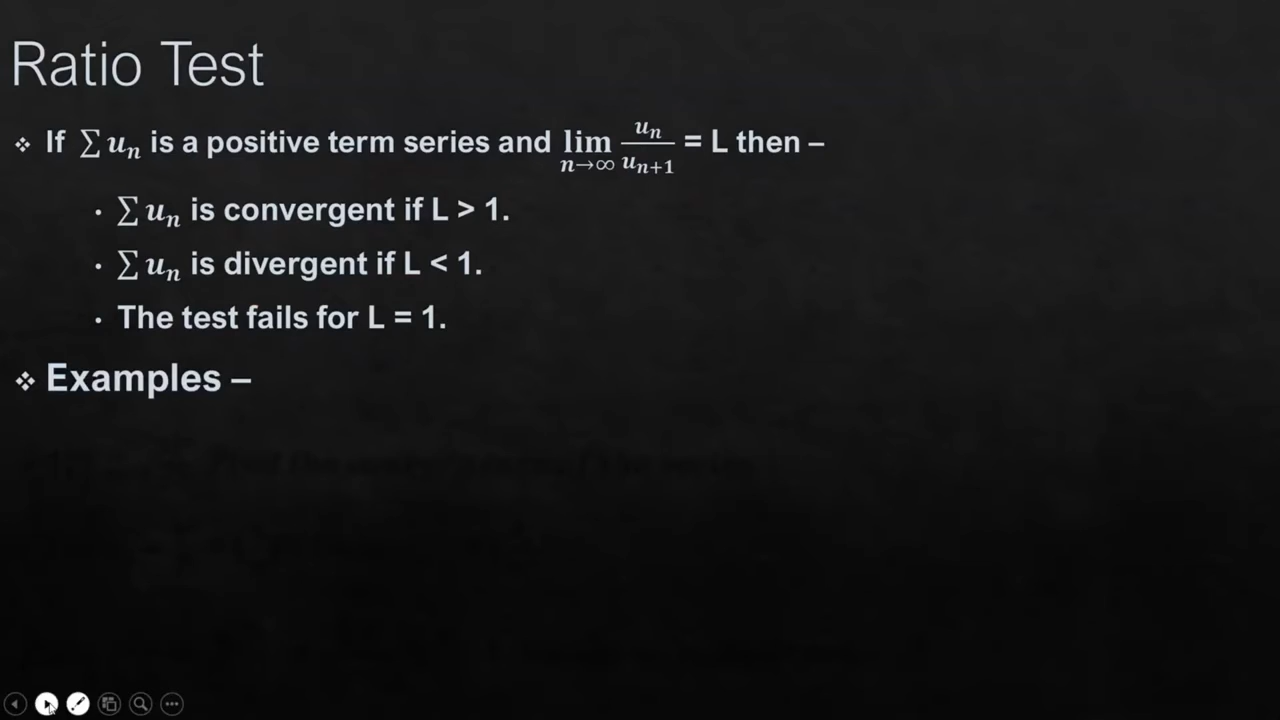 Ratio Test
❖ If ∑ uₙ is a positive term series and lim n→∞ uₙ/uₙ₊₁ = L then –
• ∑ uₙ is convergent if L > 1.
• ∑ uₙ is divergent if L < 1.
• The test fails for L = 1.
❖ Examples –